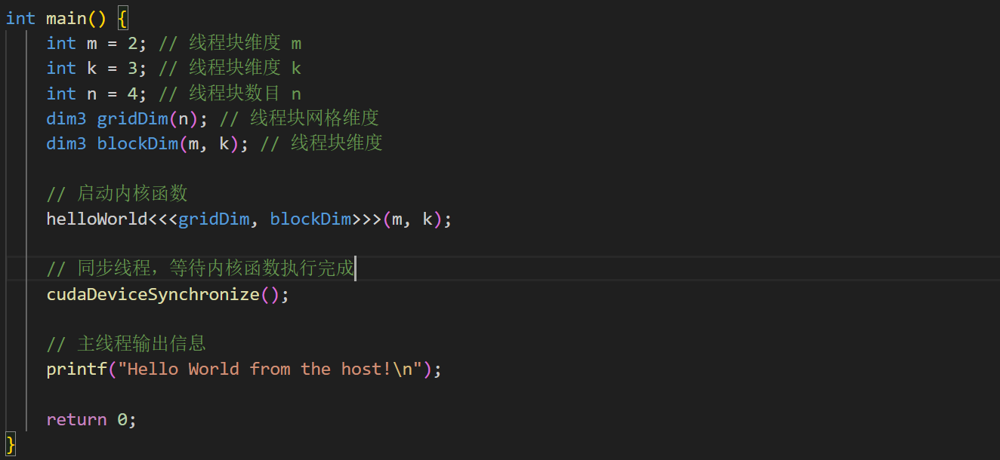 int main() {
int m = 2; // 线程块维度 m
int k = 3; // 线程块维度 k
int n = 4; // 线程块数目 n
dim3 gridDim(n); // 线程块网格维度
dim3 blockDim(m, k); // 线程块维度
// 启动内核函数
helloWorld<<<gridDim, blockDim>>>(m, k);
// 同步线程，等待内核函数执行完成
cudaDeviceSynchronize();
// 主线程输出信息
printf("Hello World from the host!\n");
return 0;
}